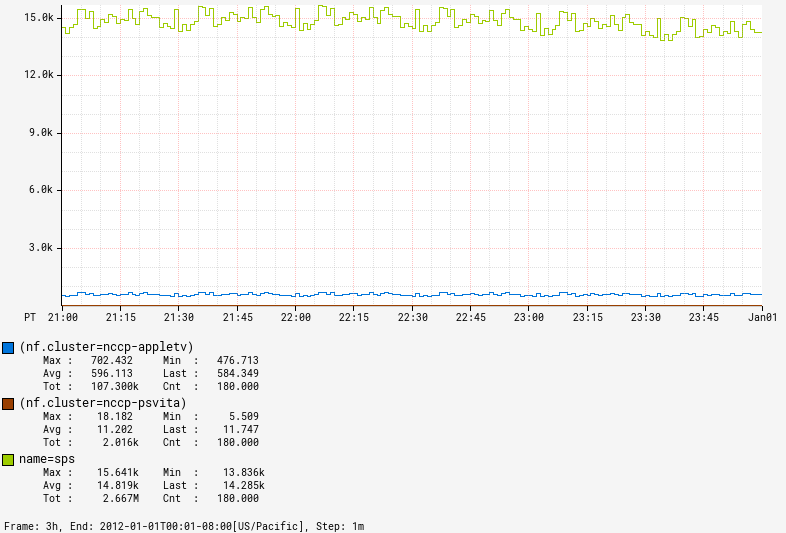 15.0k
12.0k
9.0k
6.0k
3.0k
PT 21:00 21:15 21:30 21:45 22:00 22:15 22:30 22:45 23:00 23:15 23:30 23:45 Jan01
(nf.cluster=nccp-appletv)
Max : 702.432 Min : 476.713
Avg : 596.113 Last : 584.349
Tot : 107.300k Cnt : 180.000
(nf.cluster=nccp-psvita)
Max : 18.182 Min : 5.509
Avg : 11.202 Last : 11.747
Tot : 2.016k Cnt : 180.000
name=sps
Max : 15.641k Min : 13.836k
Avg : 14.819k Last : 14.285k
Tot : 2.667M Cnt : 180.000
Frame: 3h, End: 2012-01-01T00:01-08:00[US/Pacific], Step: 1m